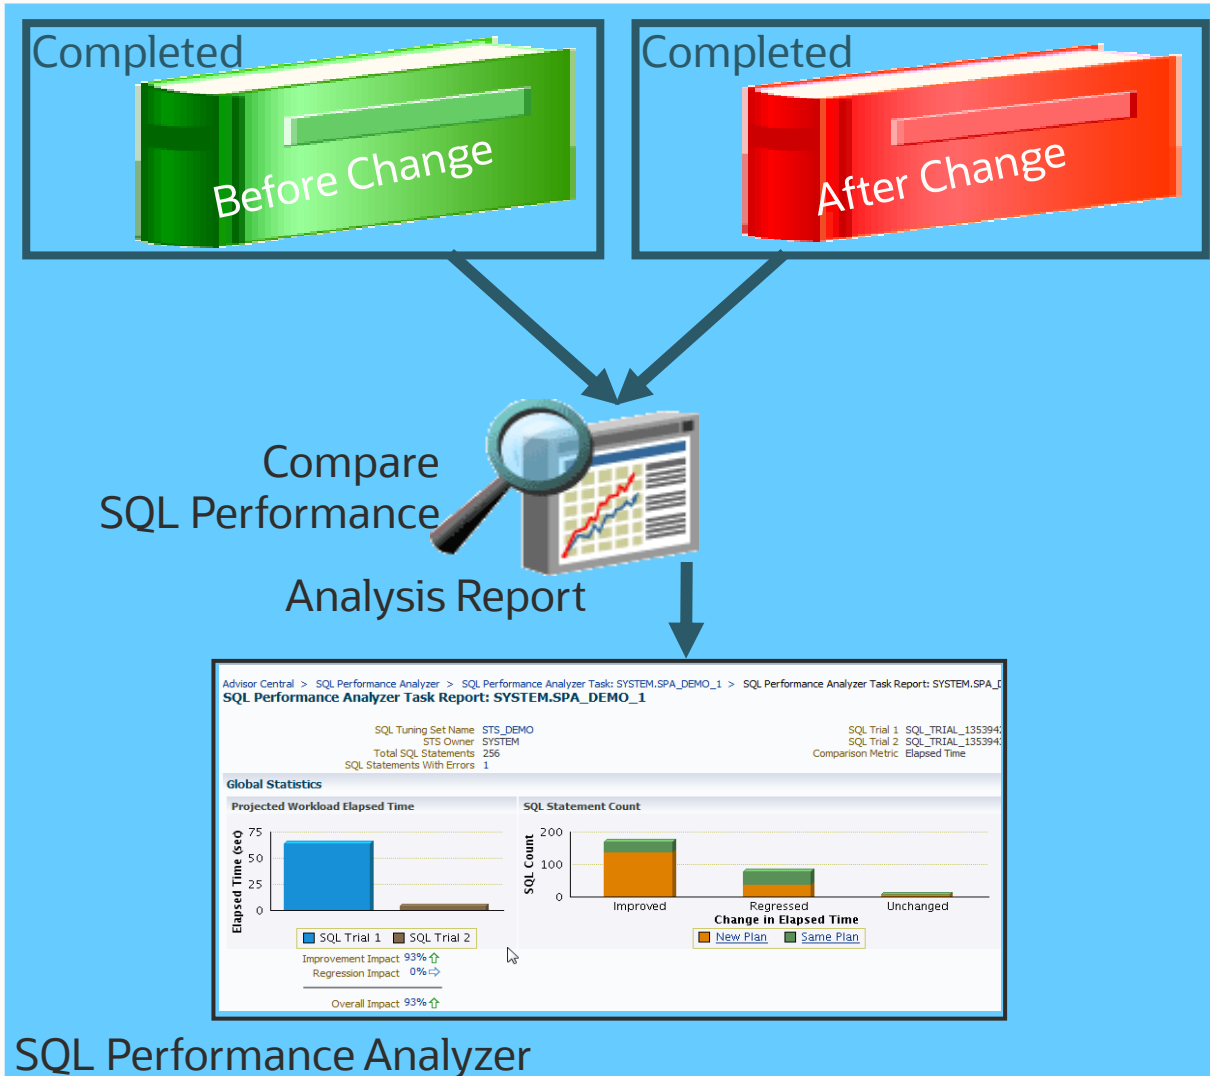 Completed
Before Change
Completed
After Change
Compare
SQL Performance
Analysis Report
Advisor Central > SQL Performance Analyzer > SQL Performance Analyzer Task: SYSTEM.SPA_DEMO_1 > SQL Performance Analyzer Task Report: SYSTEM.SPA_D
SQL Performance Analyzer Task Report: SYSTEM.SPA_DEMO_1
SQL Tuning Set Name STS_DEMO
STS Owner SYSTEM
Total SQL Statements 256
SQL Statements With Errors 1
SQL Trial 1 SQL_TRIAL_1353942
SQL Trial 2 SQL_TRIAL_135394
Comparison Metric Elapsed Time
Global Statistics
Projected Workload Elapsed Time
Elapsed Time (sec)
75
50
25
0
SQL Trial 1 SQL Trial 2
Improvement Impact 93%
Regression Impact 0%
Overall Impact 93%
SQL Statement Count
SQL Count
200
100
0
Improved Regressed Unchanged
Change in Elapsed Time
New Plan Same Plan
SQL Performance Analyzer